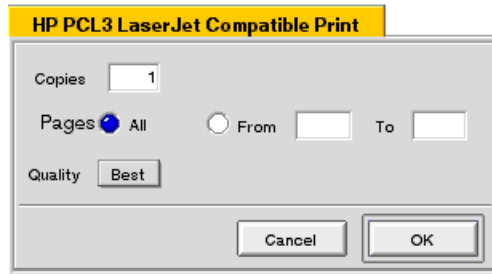 HP PCL3 LaserJet Compatible Print
Copies 1
Pages All From To
Quality Best
Cancel OK